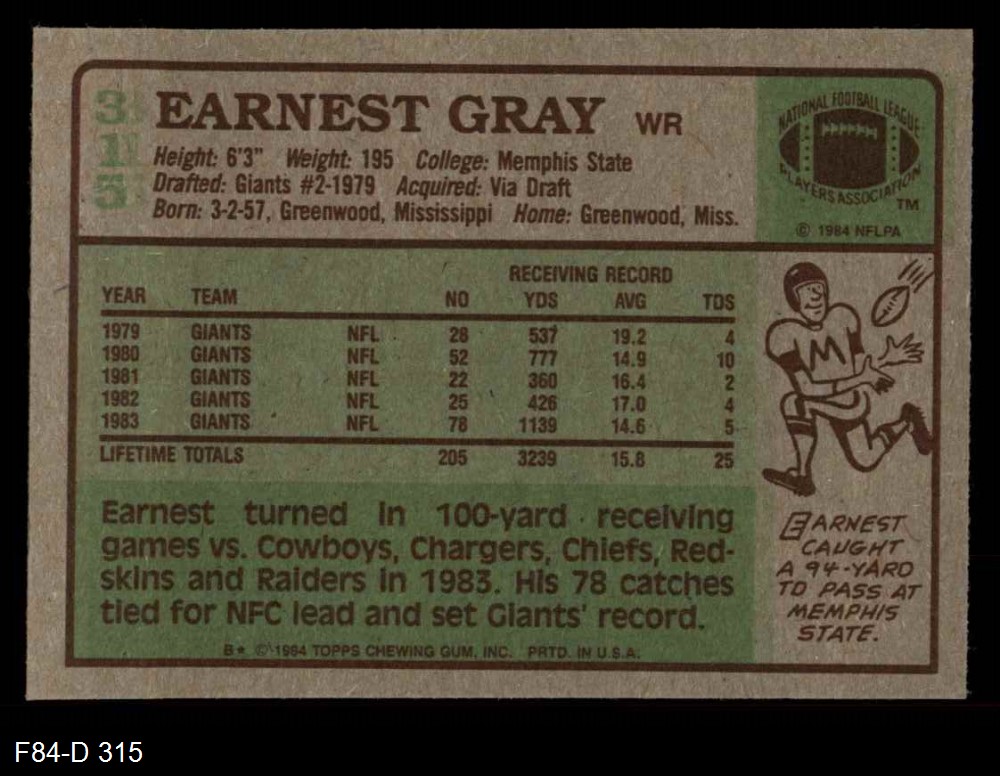 315 EARNEST GRAY WR
Height: 6'3" Weight: 195 College: Memphis State
Drafted: Giants #2-1979 Acquired: Via Draft
Born: 3-2-57, Greenwood, Mississippi Home: Greenwood, Miss.
NATIONAL FOOTBALL LEAGUE
PLAYERS ASSOCIATION
TM
© 1984 NFLPA
RECEIVING RECORD
YEAR TEAM NO YDS AVG TDS
1979 GIANTS NFL 28 537 19.2 4
1980 GIANTS NFL 52 777 14.9 10
1981 GIANTS NFL 22 360 16.4 2
1982 GIANTS NFL 25 426 17.0 4
1983 GIANTS NFL 78 1139 14.6 5
LIFETIME TOTALS 205 3239 15.8 25
M
Earnest turned in 100-yard receiving
games vs. Cowboys, Chargers, Chiefs, Red-
skins and Raiders in 1983. His 78 catches
tied for NFC lead and set Giants' record.
B* © 1984 TOPPS CHEWING GUM, INC. PRTD. IN U.S.A.
EARNEST
CAUGHT
A 94-YARD
TD PASS AT
MEMPHIS
STATE.
F84-D 315